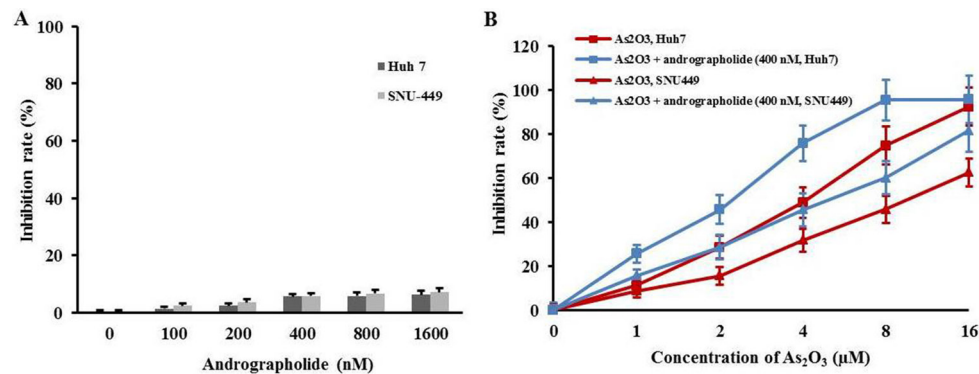 A
100
80
60
40
20
0
Inhibition rate (%)
Huh 7
SNU-449
0 100 200 400 800 1600
Andrographolide (nM)
B
As2O3, Huh7
As2O3 + andrographolide (400 nM, Huh7)
As2O3, SNU449
As2O3 + andrographolide (400 nM, SNU449)
120
100
80
60
40
20
0
Inhibition rate (%)
0 1 2 4 8 16
Concentration of As₂O₃ (μM)